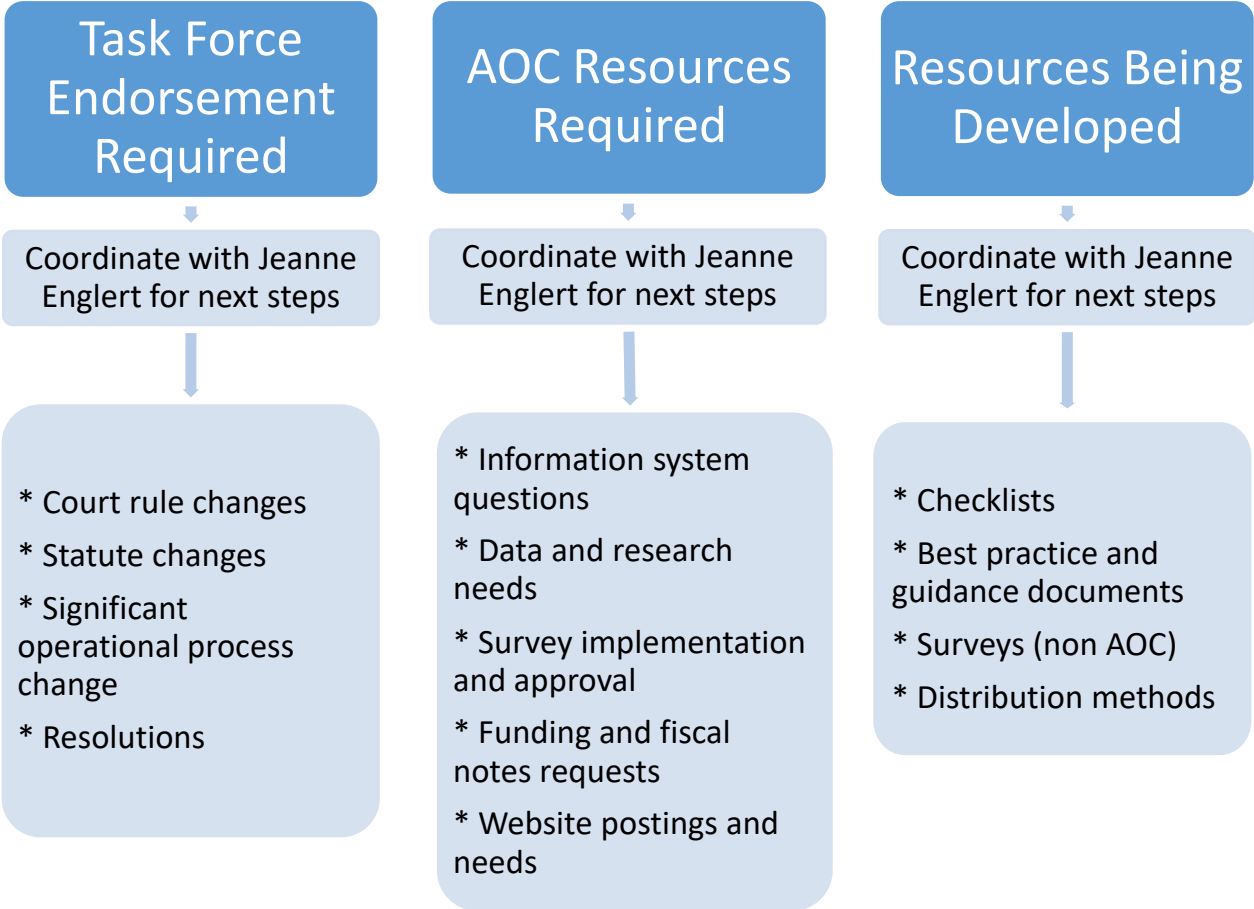 Task Force
Endorsement
Required
Coordinate with Jeanne
Englert for next steps
* Court rule changes
* Statute changes
* Significant
operational process
change
* Resolutions
AOC Resources
Required
Coordinate with Jeanne
Englert for next steps
* Information system
questions
* Data and research
needs
* Survey implementation
and approval
* Funding and fiscal
notes requests
* Website postings and
needs
Resources Being
Developed
Coordinate with Jeanne
Englert for next steps
* Checklists
* Best practice and
guidance documents
* Surveys (non AOC)
* Distribution methods